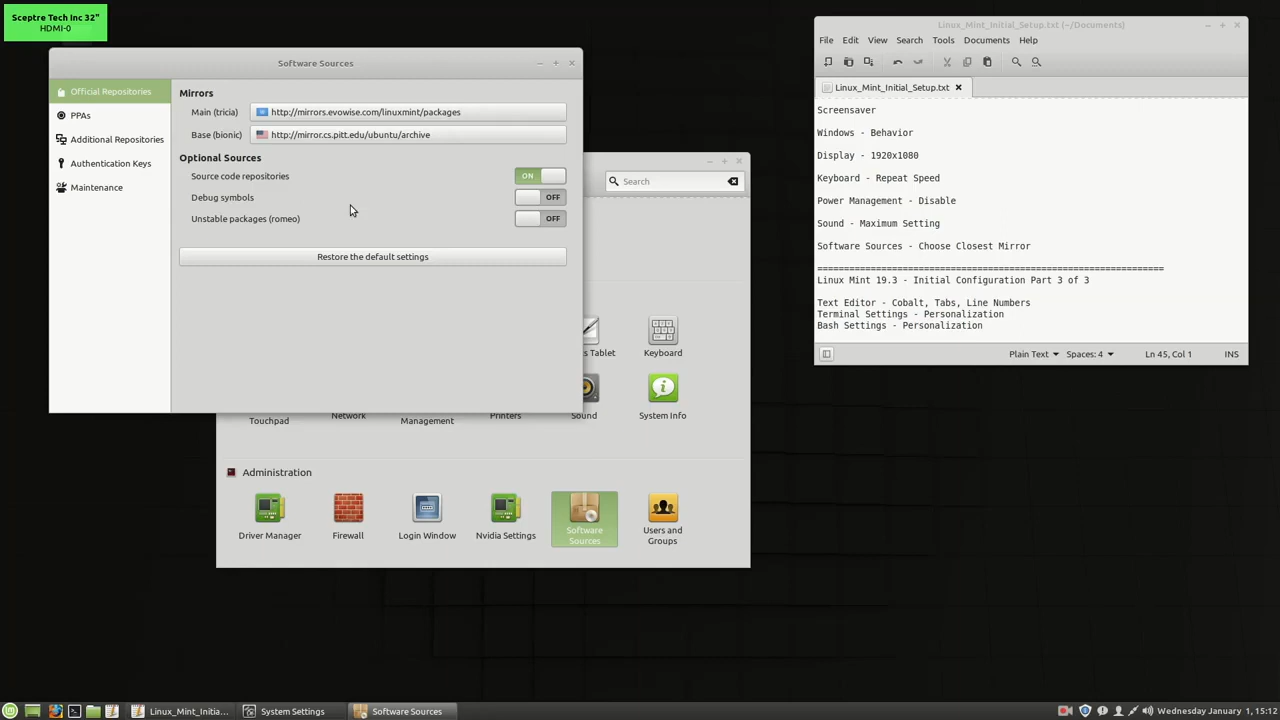 Sceptre Tech Inc 32"
HDMI-0
Software Sources
Official Repositories
PPAs
Additional Repositories
Authentication Keys
Maintenance
Mirrors
Main (tricia)
http://mirrors.evowise.com/linuxmint/packages
Base (bionic)
http://mirror.cs.pitt.edu/ubuntu/archive
Optional Sources
Source code repositories
ON
Debug symbols
OFF
Unstable packages (romeo)
OFF
Restore the default settings
Search
Tablet
Keyboard
Touchpad
Network
Management
Printers
Sound
System Info
Administration
Driver Manager
Firewall
Login Window
Nvidia Settings
Software
Sources
Users and
Groups
Linux_Mint_Initial_Setup.txt (~/Documents)
File Edit View Search Tools Documents Help
Linux_Mint_Initial_Setup.txt
Screensaver
Windows - Behavior
Display - 1920x1080
Keyboard - Repeat Speed
Power Management - Disable
Sound - Maximum Setting
Software Sources - Choose Closest Mirror
==================================================================
Linux Mint 19.3 - Initial Configuration Part 3 of 3
Text Editor - Cobalt, Tabs, Line Numbers
Terminal Settings - Personalization
Bash Settings - Personalization
Plain Text Spaces: 4 Ln 45, Col 1 INS
Linux_Mint_Initia...
System Settings
Software Sources
Wednesday January 1, 15:12